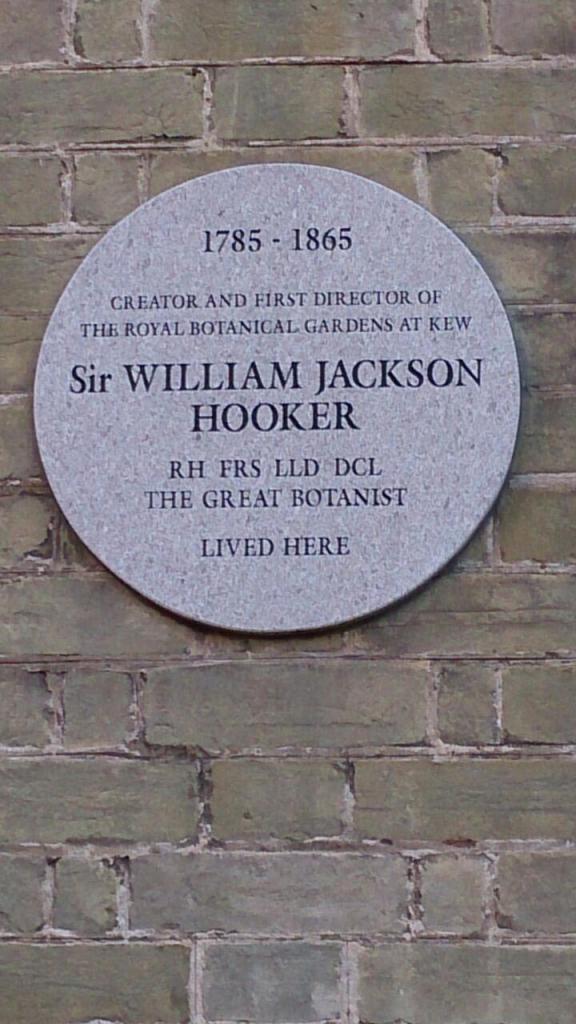 1785 - 1865
CREATOR AND FIRST DIRECTOR OF
THE ROYAL BOTANICAL GARDENS AT KEW
Sir WILLIAM JACKSON
HOOKER
RH FRS LLD DCL
THE GREAT BOTANIST
LIVED HERE